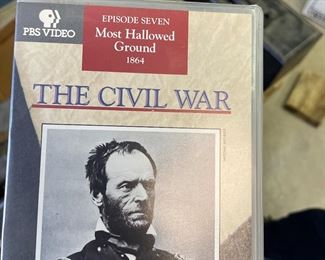 PBS VIDEO
EPISODE SEVEN
Most Hallowed
Ground
1864
THE CIVIL WAR